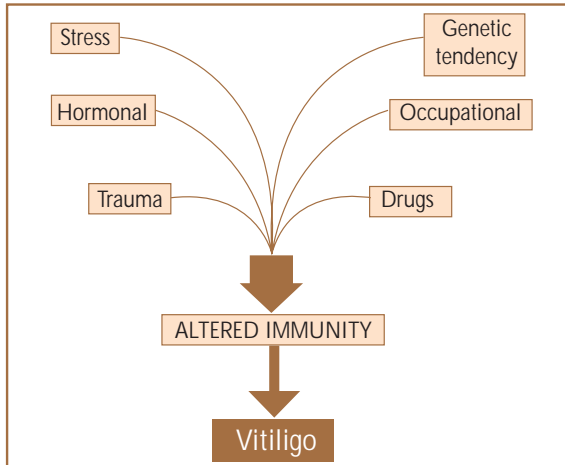 Stress
Genetic
tendency
Hormonal
Occupational
Trauma
Drugs
ALTERED IMMUNITY
Vitiligo